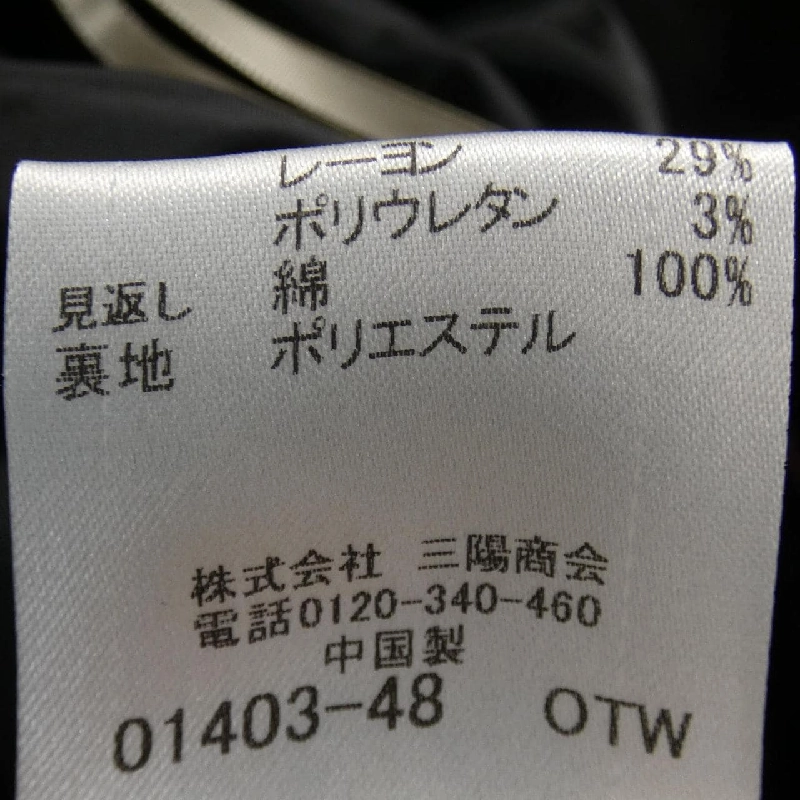 レーヨン 29%
ポリウレタン 3%
見返し 綿 100%
裏地 ポリエステル
株式会社 三陽商会
電話0120-340-460
中国製
01403-48 OTW